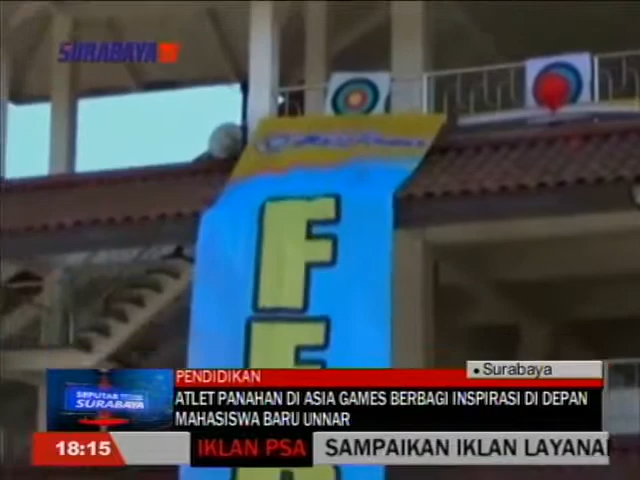 SURABAYA
F
E
PENDIDIKAN
• Surabaya
SEPUTAR
SURABAYA
ATLET PANAHAN DI ASIA GAMES BERBAGI INSPIRASI DI DEPAN
MAHASISWA BARU UNNAR
18:15 IKLAN PSA SAMPAIKAN IKLAN LAYANA